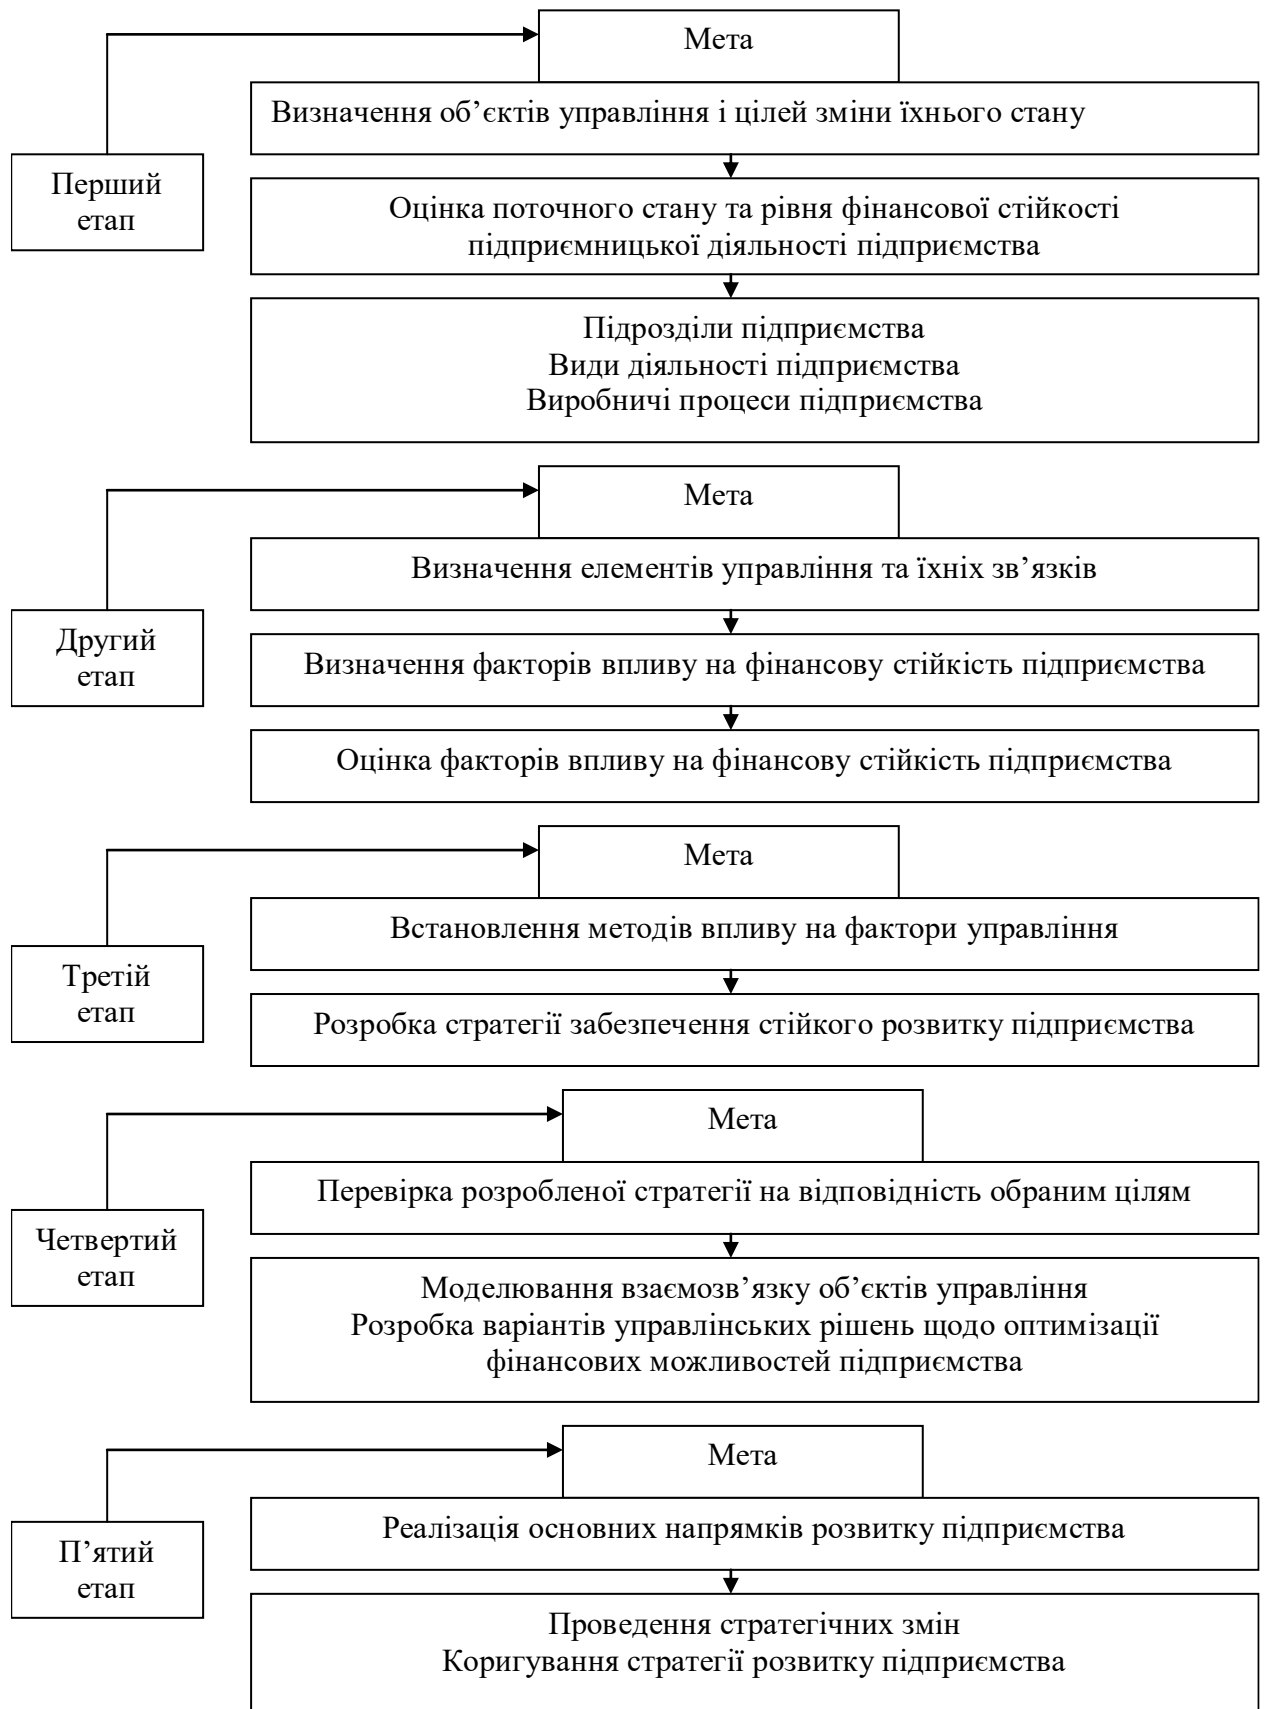 Мета
Визначення об’єктів управління і цілей зміни їхнього стану
Перший
етап
Оцінка поточного стану та рівня фінансової стійкості
підприємницької діяльності підприємства
Підрозділи підприємства
Види діяльності підприємства
Виробничі процеси підприємства
Мета
Визначення елементів управління та їхніх зв’язків
Другий
етап
Визначення факторів впливу на фінансову стійкість підприємства
Оцінка факторів впливу на фінансову стійкість підприємства
Мета
Встановлення методів впливу на фактори управління
Третій
етап
Розробка стратегії забезпечення стійкого розвитку підприємства
Мета
Перевірка розробленої стратегії на відповідність обраним цілям
Четвертий
етап
Моделювання взаємозв’язку об’єктів управління
Розробка варіантів управлінських рішень щодо оптимізації
фінансових можливостей підприємства
Мета
Реалізація основних напрямків розвитку підприємства
П’ятий
етап
Проведення стратегічних змін
Коригування стратегії розвитку підприємства